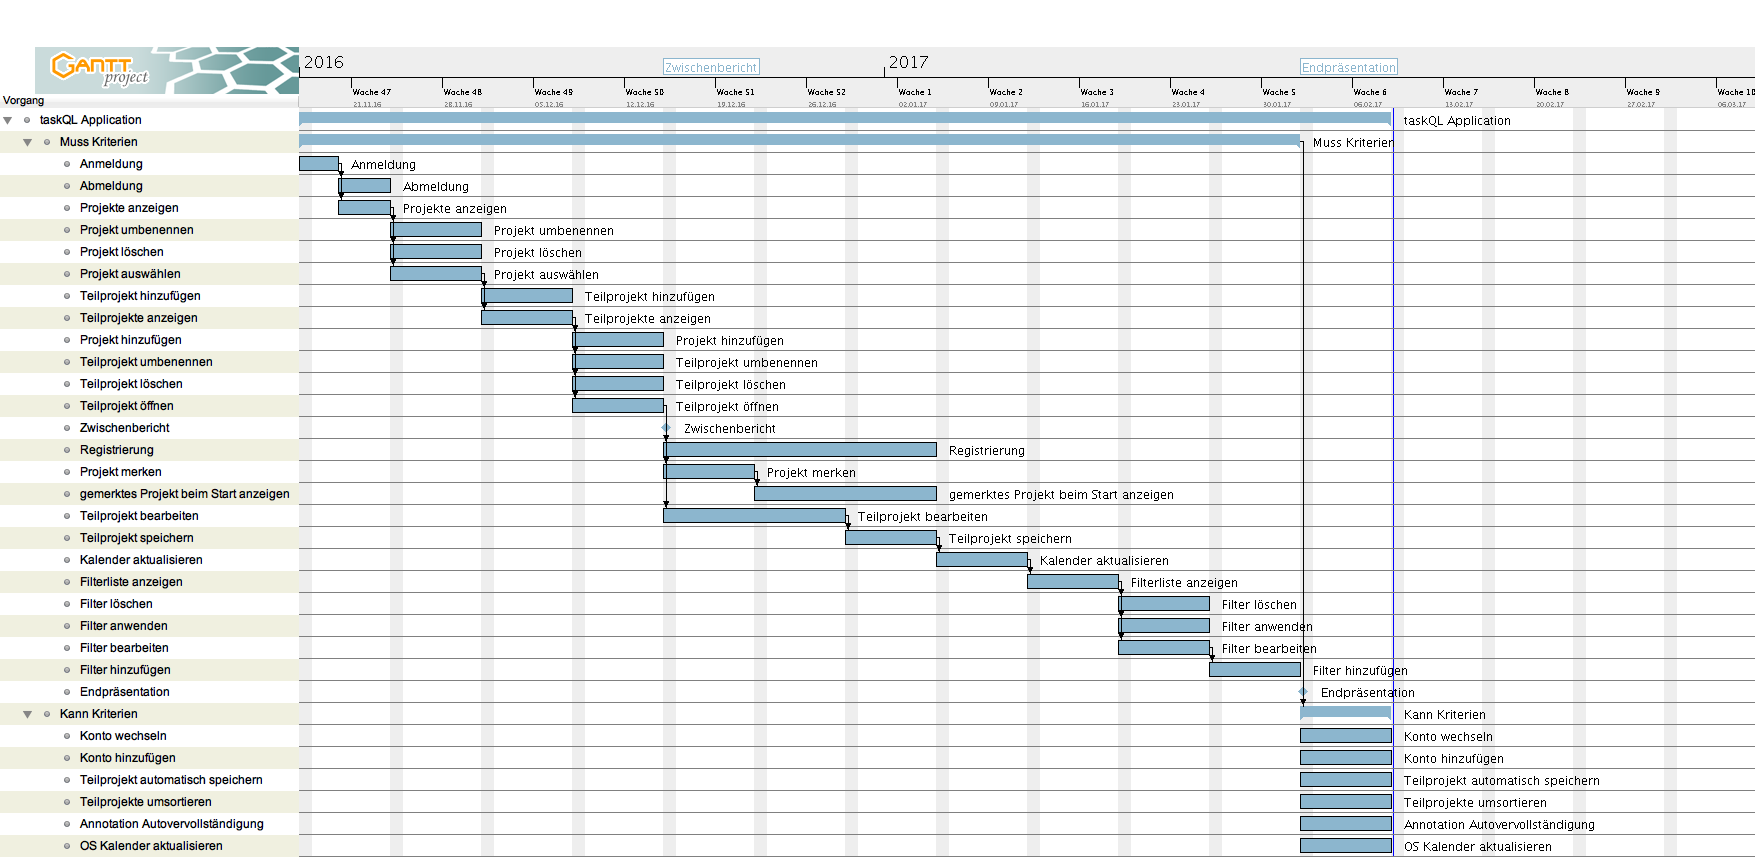 GANTT
project
2016
Zwischenbericht
2017
Endpräsentation
Woche 47
Woche 48
Woche 49
Woche 50
Woche 51
Woche 52
Woche 1
Woche 2
Woche 3
Woche 4
Woche 5
Woche 6
Woche 7
Woche 8
Woche 9
Woche 10
Vorgang
21.11.16
28.11.16
05.12.16
12.12.16
19.12.16
26.12.16
02.01.17
09.01.17
16.01.17
23.01.17
30.01.17
06.02.17
13.02.17
20.02.17
27.02.17
06.03.17
taskQL Application
taskQL Application
Muss Kriterien
Muss Kriterien
Anmeldung
Anmeldung
Abmeldung
Abmeldung
Projekte anzeigen
Projekte anzeigen
Projekt umbenennen
Projekt umbenennen
Projekt löschen
Projekt löschen
Projekt auswählen
Projekt auswählen
Teilprojekt hinzufügen
Teilprojekt hinzufügen
Teilprojekte anzeigen
Teilprojekte anzeigen
Projekt hinzufügen
Projekt hinzufügen
Teilprojekt umbenennen
Teilprojekt umbenennen
Teilprojekt löschen
Teilprojekt löschen
Teilprojekt öffnen
Teilprojekt öffnen
Zwischenbericht
Zwischenbericht
Registrierung
Registrierung
Projekt merken
Projekt merken
gemerktes Projekt beim Start anzeigen
gemerktes Projekt beim Start anzeigen
Teilprojekt bearbeiten
Teilprojekt bearbeiten
Teilprojekt speichern
Teilprojekt speichern
Kalender aktualisieren
Kalender aktualisieren
Filterliste anzeigen
Filterliste anzeigen
Filter löschen
Filter löschen
Filter anwenden
Filter anwenden
Filter bearbeiten
Filter bearbeiten
Filter hinzufügen
Filter hinzufügen
Endpräsentation
Endpräsentation
Kann Kriterien
Kann Kriterien
Konto wechseln
Konto wechseln
Konto hinzufügen
Konto hinzufügen
Teilprojekt automatisch speichern
Teilprojekt automatisch speichern
Teilprojekte umsortieren
Teilprojekte umsortieren
Annotation Autovervollständigung
Annotation Autovervollständigung
OS Kalender aktualisieren
OS Kalender aktualisieren